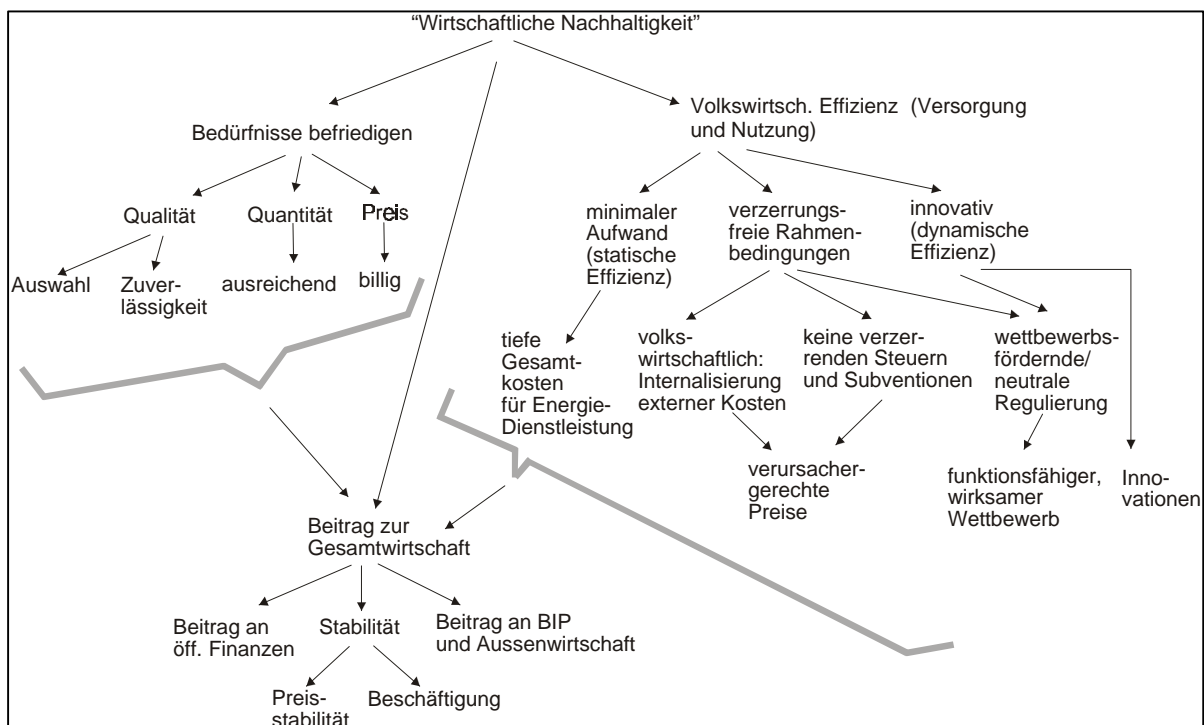 “Wirtschaftliche Nachhaltigkeit”
Bedürfnisse befriedigen
Volkswirtsch. Effizienz (Versorgung
und Nutzung)
Qualität
Quantität
Preis
Auswahl
Zuver-
lässigkeit
ausreichend
billig
minimaler
Aufwand
(statische
Effizienz)
verzerrungs-
freie Rahmen-
bedingungen
innovativ
(dynamische
Effizienz)
tiefe
Gesamt-
kosten
für Energie-
Dienstleistung
volks-
wirtschaftlich:
Internalisierung
externer Kosten
keine verzer-
renden Steuern
und Subventionen
wettbewerbs-
fördernde/
neutrale
Regulierung
verursacher-
gerechte
Preise
funktionsfähiger,
wirksamer
Wettbewerb
Inno-
vationen
Beitrag zur
Gesamtwirtschaft
Beitrag an
öff. Finanzen
Stabilität
Beitrag an BIP
und Aussenwirtschaft
Preis-
stabilität
Beschäftigung